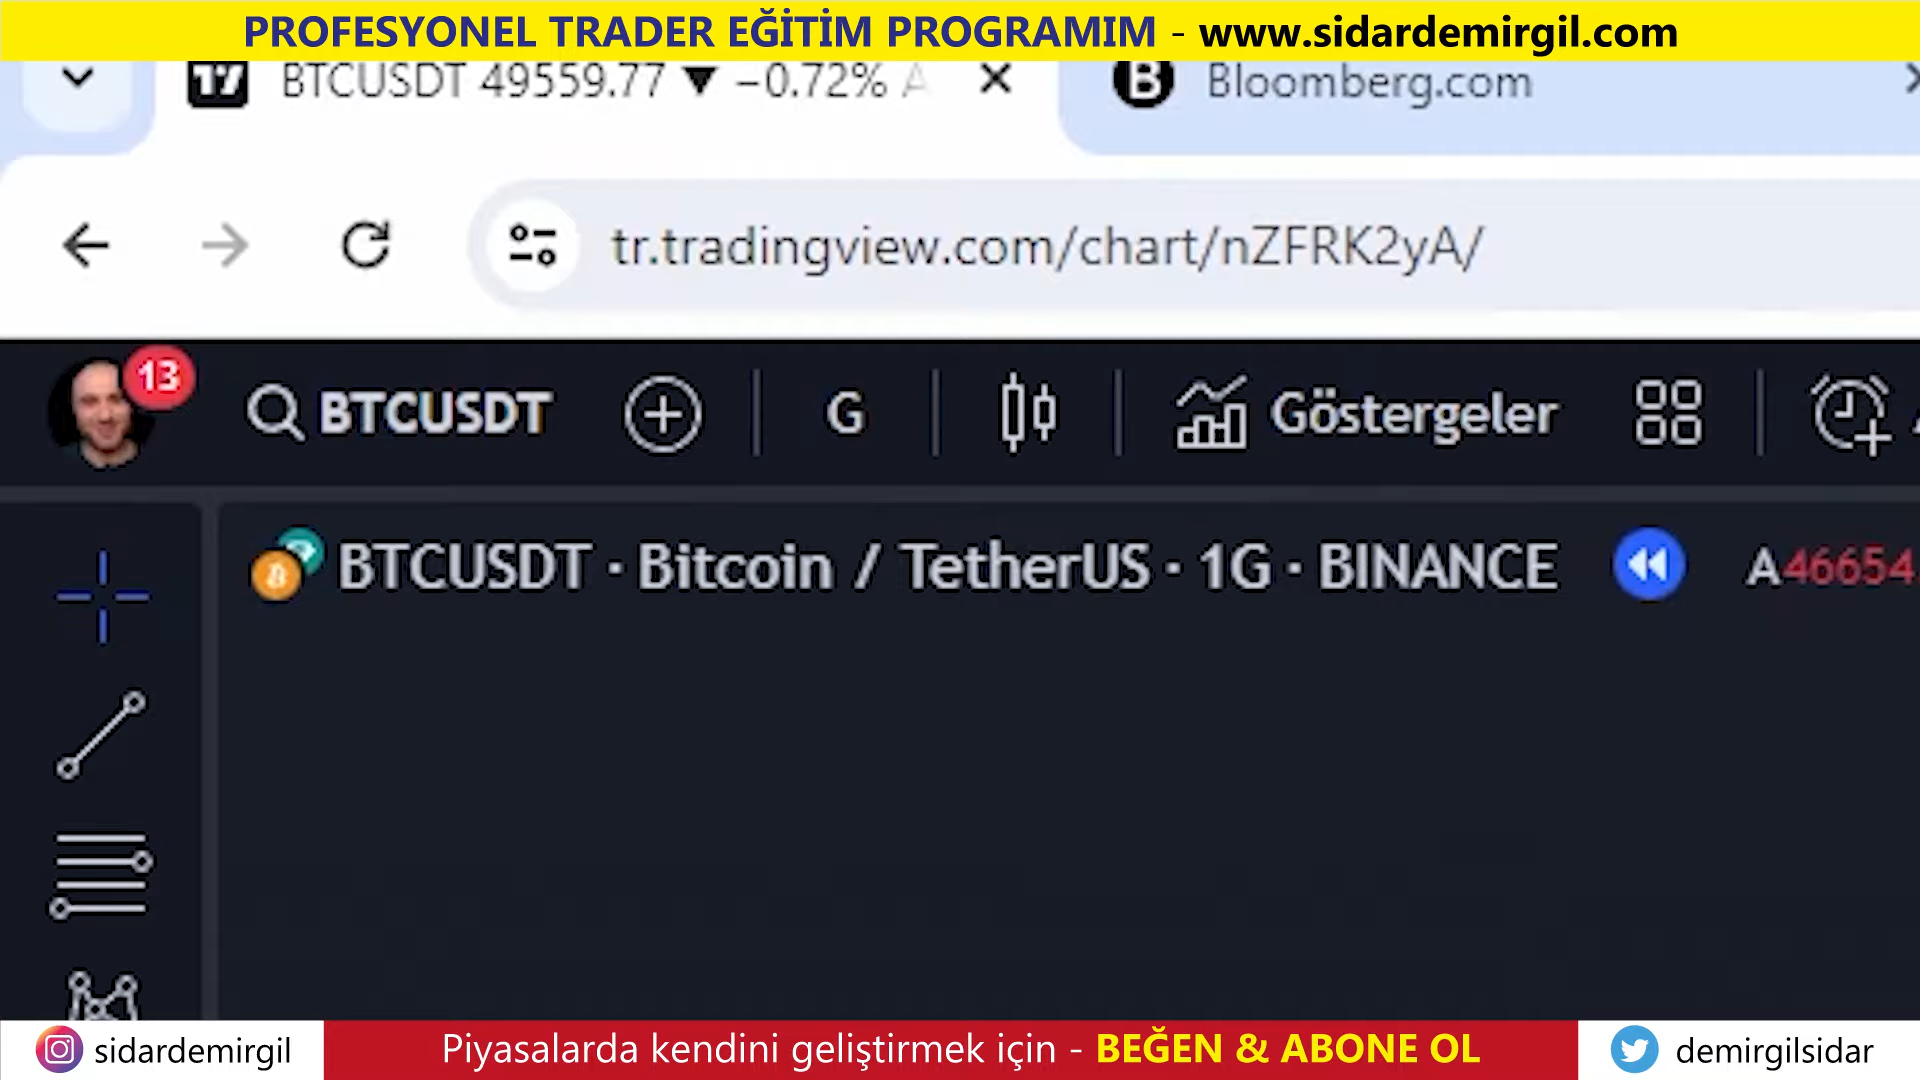 PROFESYONEL TRADER EĞİTİM PROGRAMIM - www.sidardemirgil.com
BTCUSDT 49559.77 ▼ −0.72%
Bloomberg.com
tr.tradingview.com/chart/nZFRK2yA/
13
BTCUSDT
G
Göstergeler
BTCUSDT · Bitcoin / TetherUS · 1G · BINANCE
A46654
sidardemirgil
Piyasalarda kendini geliştirmek için - BEĞEN & ABONE OL
demirgilsidar